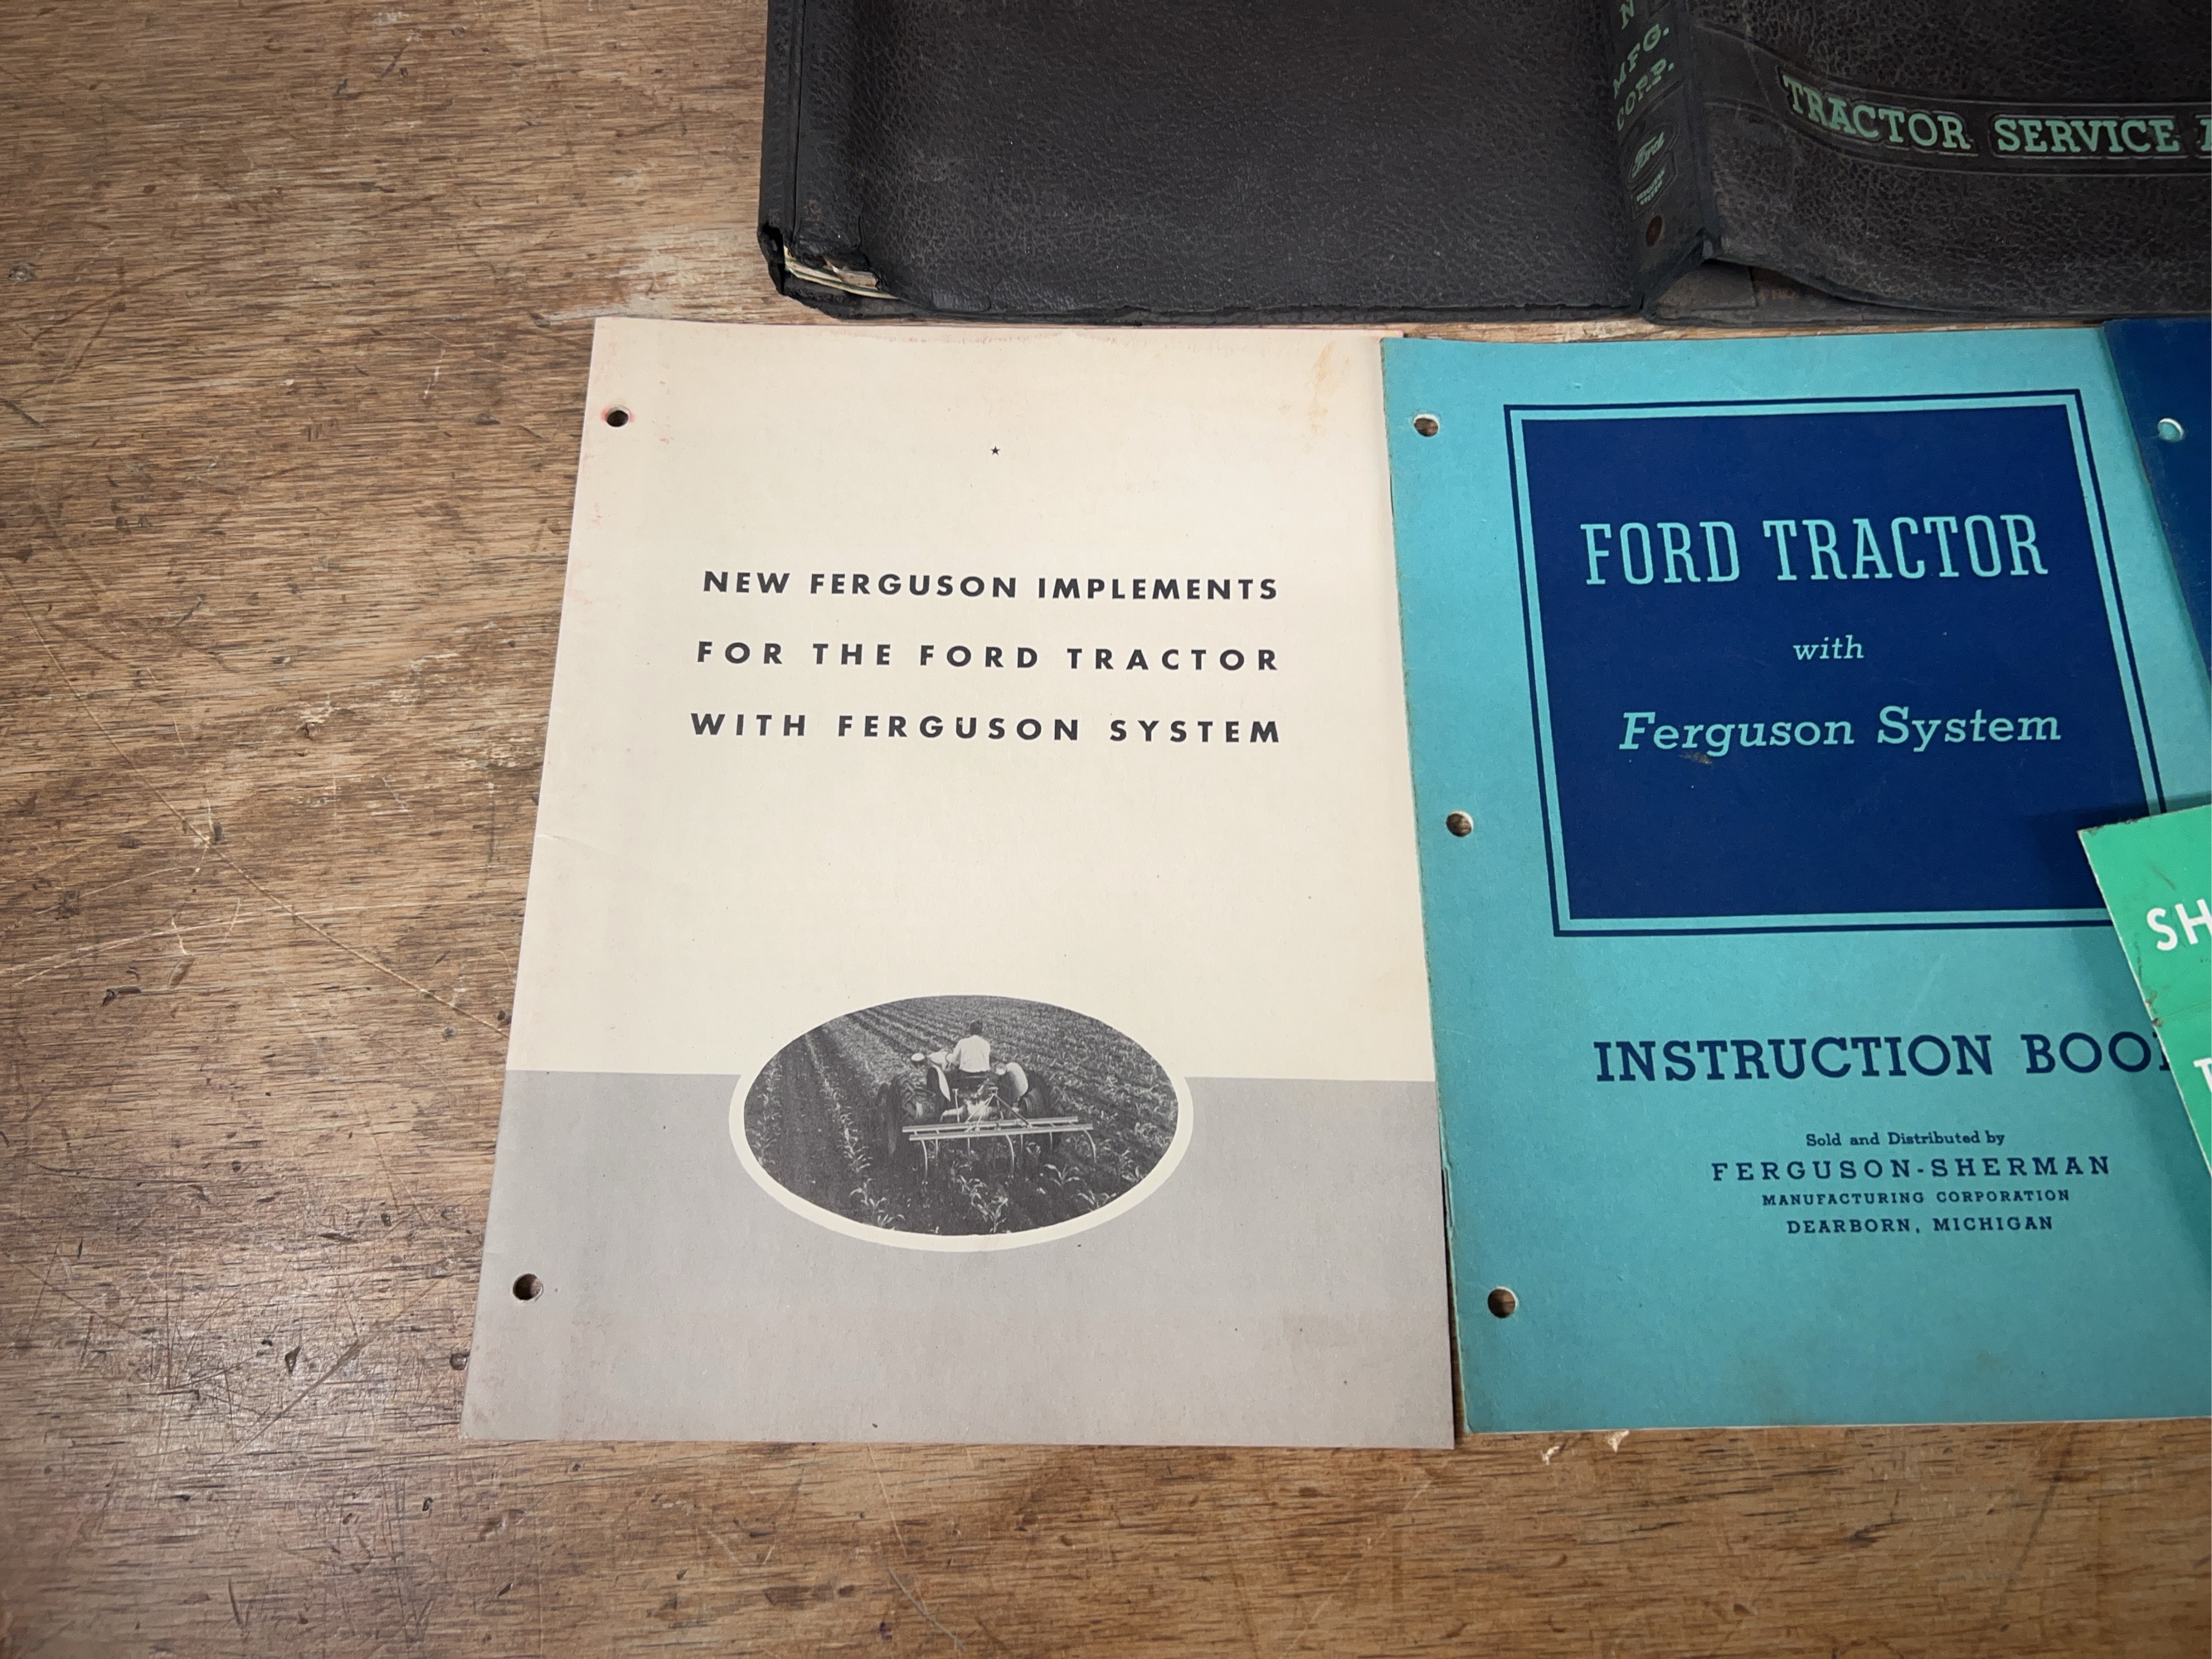 MFG.
CORP.
Ford
TRACTOR SERVICE
NEW FERGUSON IMPLEMENTS
FOR THE FORD TRACTOR
WITH FERGUSON SYSTEM
FORD TRACTOR
with
Ferguson System
INSTRUCTION BOO
Sold and Distributed by
FERGUSON-SHERMAN
MANUFACTURING CORPORATION
DEARBORN, MICHIGAN
SH
T